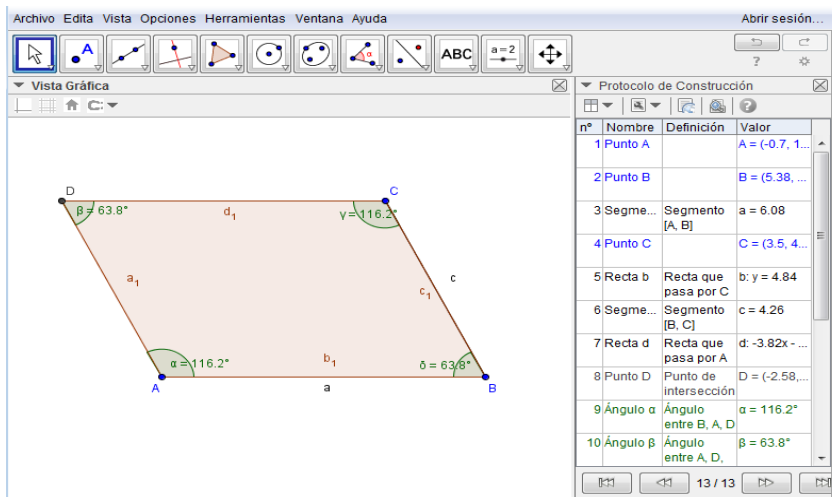 Archivo Edita Vista Opciones Herramientas Ventana Ayuda Abrir sesión...
A α ABC a=2 ?
Vista Gráfica
D C
β = 63.8° d₁ γ = 116.2°
a₁ c₁ c
α = 116.2° b₁ δ = 63.8°
A a B
Protocolo de Construcción
?
nº Nombre Definición Valor
1 Punto A A = (-0.7, 1...
2 Punto B B = (5.38, ...
3 Segme... Segmento a = 6.08
[A, B]
4 Punto C C = (3.5, 4...
5 Recta b Recta que b: y = 4.84
pasa por C
6 Segme... Segmento c = 4.26
[B, C]
7 Recta d Recta que d: -3.82x - ...
pasa por A
8 Punto D Punto de D = (-2.58,...
intersección
9 Ángulo α Ángulo α = 116.2°
entre B, A, D
10 Ángulo β Ángulo β = 63.8°
entre A, D,
13 / 13